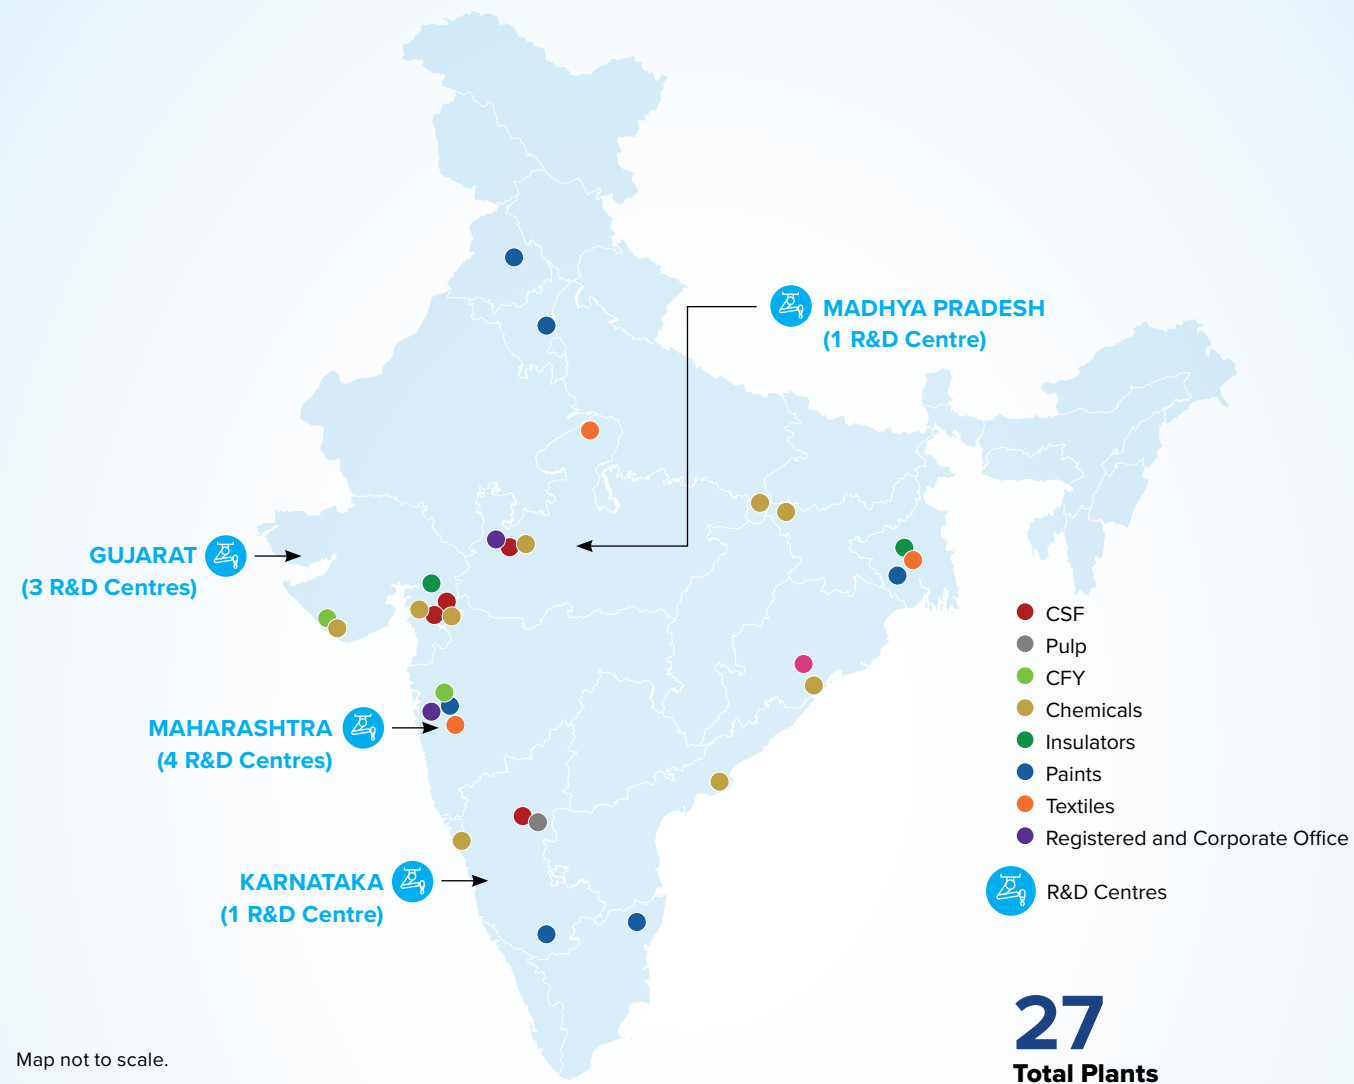 MADHYA PRADESH
(1 R&D Centre)
GUJARAT
(3 R&D Centres)
MAHARASHTRA
(4 R&D Centres)
KARNATAKA
(1 R&D Centre)
CSF
Pulp
CFY
Chemicals
Insulators
Paints
Textiles
Registered and Corporate Office
R&D Centres
27
Total Plants
Map not to scale.